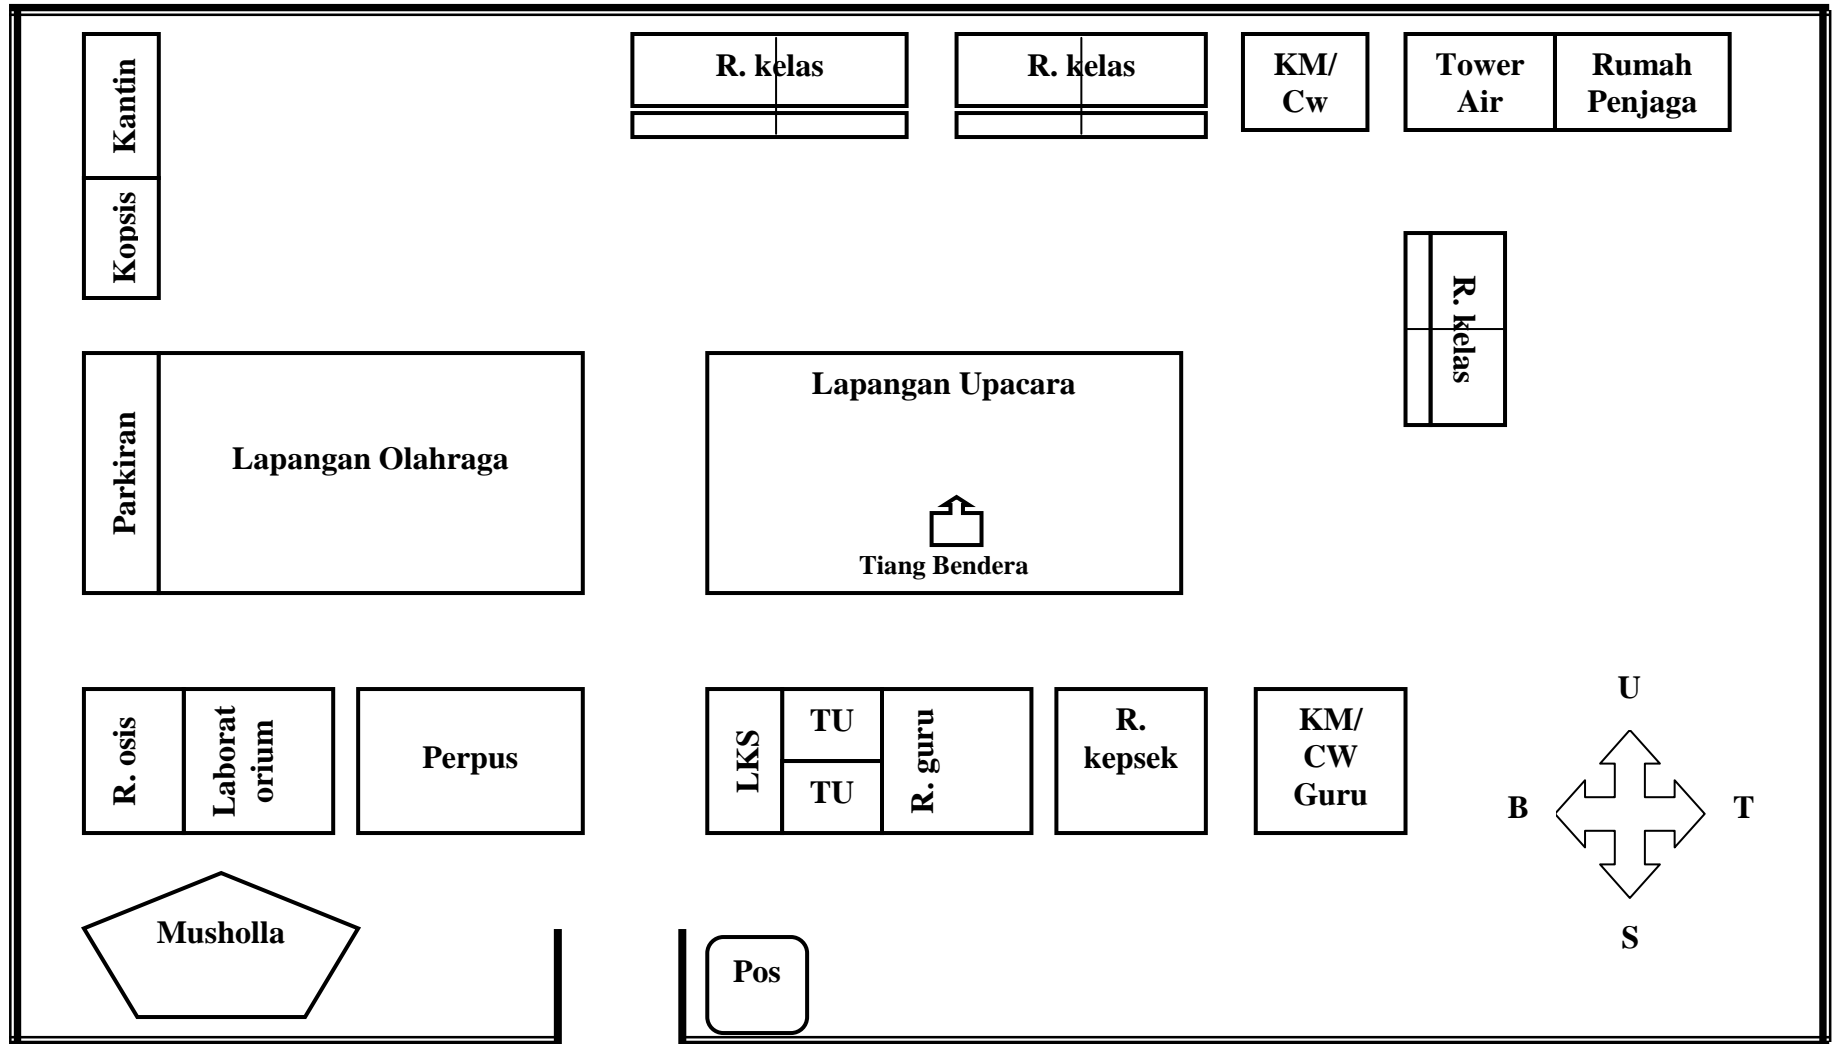 Kantin
Kopsis
R. kelas
R. kelas
KM/
Cw
Tower
Air
Rumah
Penjaga
R. kelas
Parkiran
Lapangan Olahraga
Lapangan Upacara
Tiang Bendera
R. osis
Laborat
orium
Perpus
LKS
TU
TU
R. guru
R.
kepsek
KM/
CW
Guru
U
B
T
S
Musholla
Pos